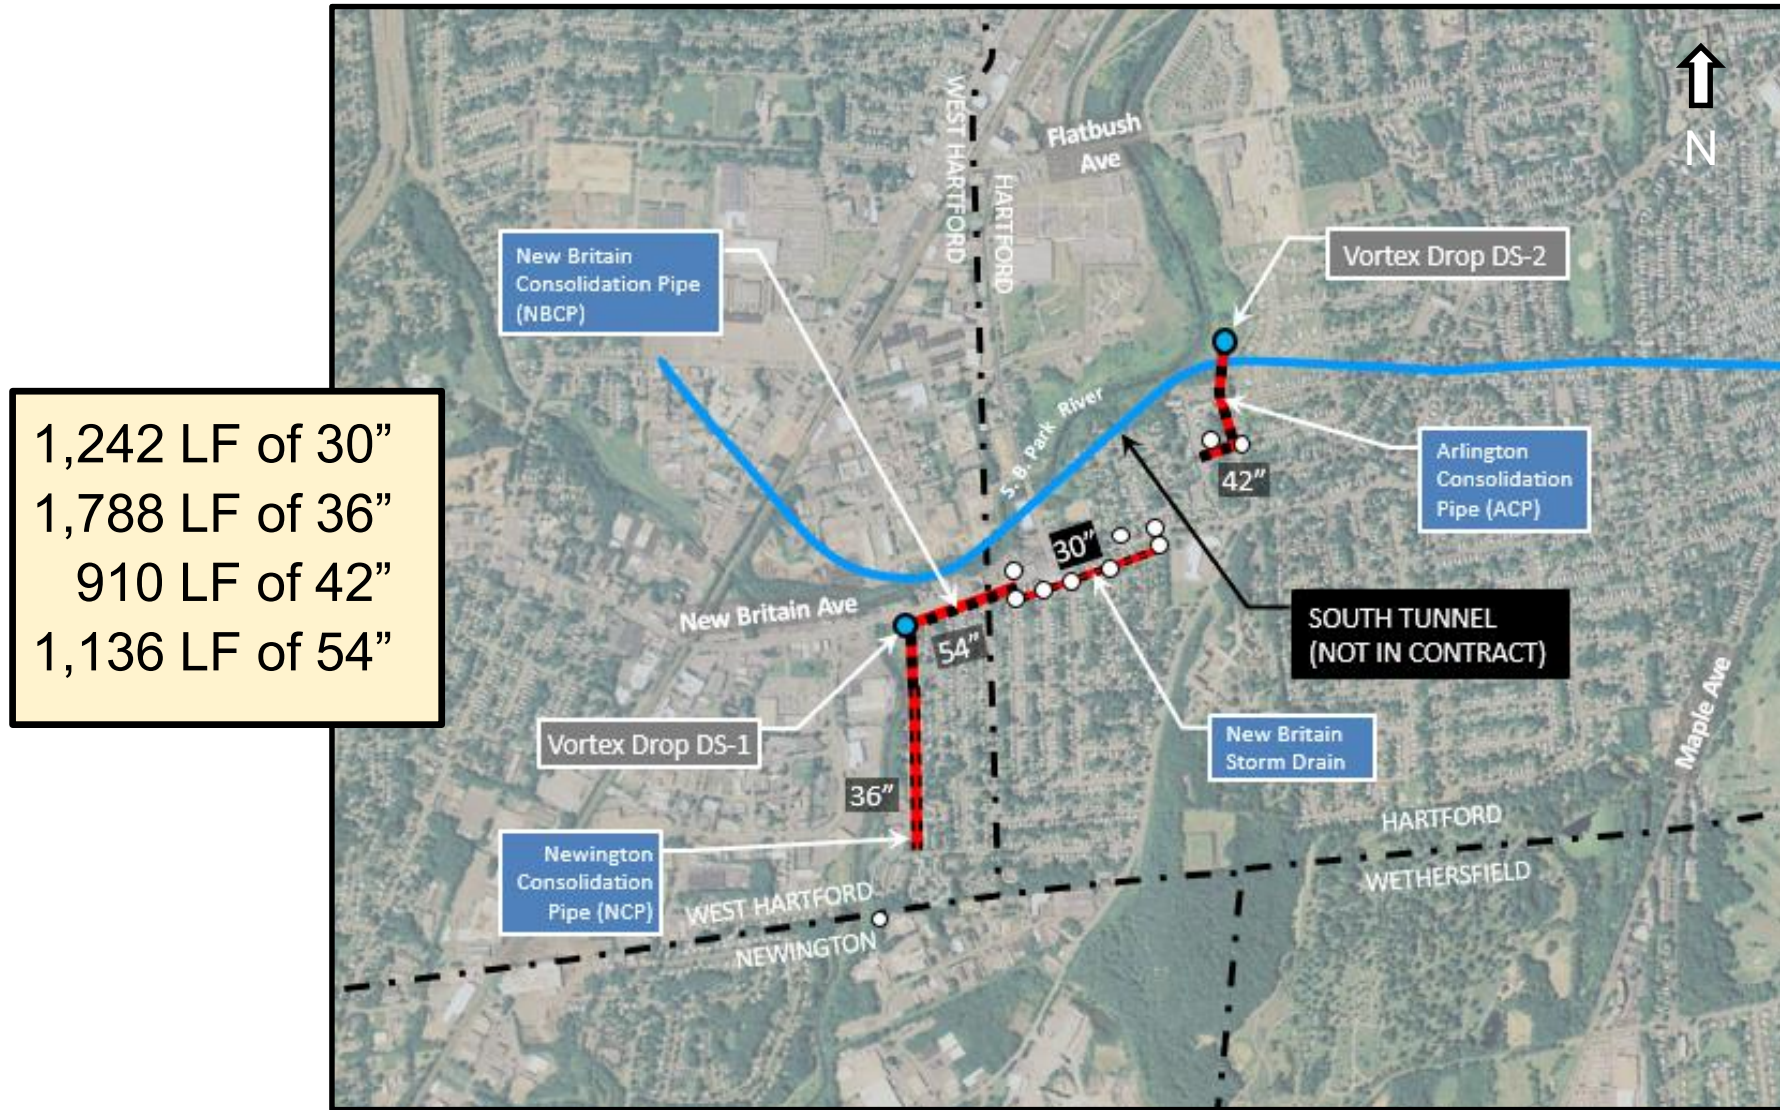 1,242 LF of 30”
1,788 LF of 36”
910 LF of 42”
1,136 LF of 54”
WEST HARTFORD
HARTFORD
Flatbush
Ave
N
New Britain
Consolidation Pipe
(NBCP)
Vortex Drop DS-2
S. B. Park River
Arlington
Consolidation
Pipe (ACP)
42”
30”
New Britain Ave
54”
SOUTH TUNNEL
(NOT IN CONTRACT)
Vortex Drop DS-1
New Britain
Storm Drain
Maple Ave
36”
Newington
Consolidation
Pipe (NCP)
WEST HARTFORD
NEWINGTON
HARTFORD
WETHERSFIELD